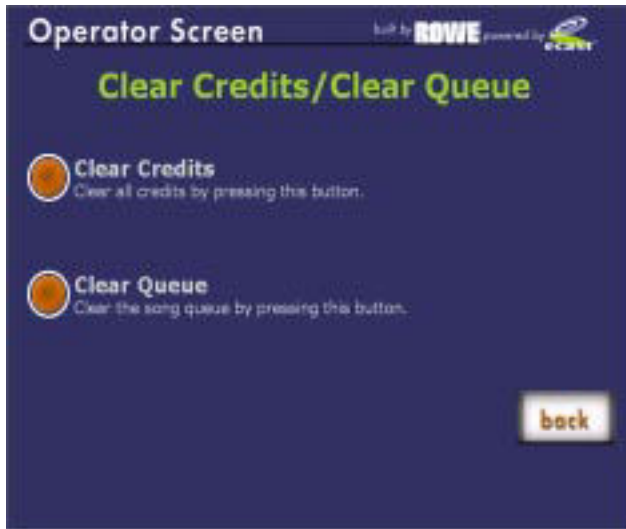 Operator Screen
built by ROWE powered by ecast
Clear Credits/Clear Queue
Clear Credits
Clear all credits by pressing this button.
Clear Queue
Clear the song queue by pressing this button.
back